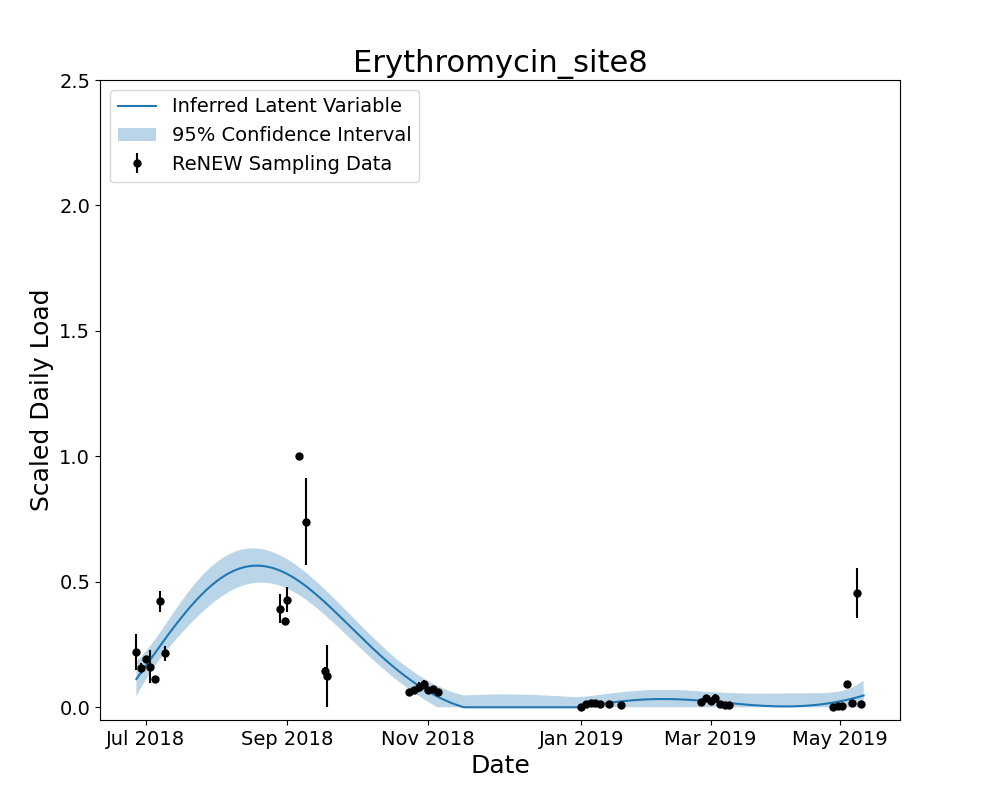 Erythromycin_site8
Inferred Latent Variable
95% Confidence Interval
ReNEW Sampling Data
Scaled Daily Load
2.5
2.0
1.5
1.0
0.5
0.0
Jul 2018 Sep 2018 Nov 2018 Jan 2019 Mar 2019 May 2019
Date